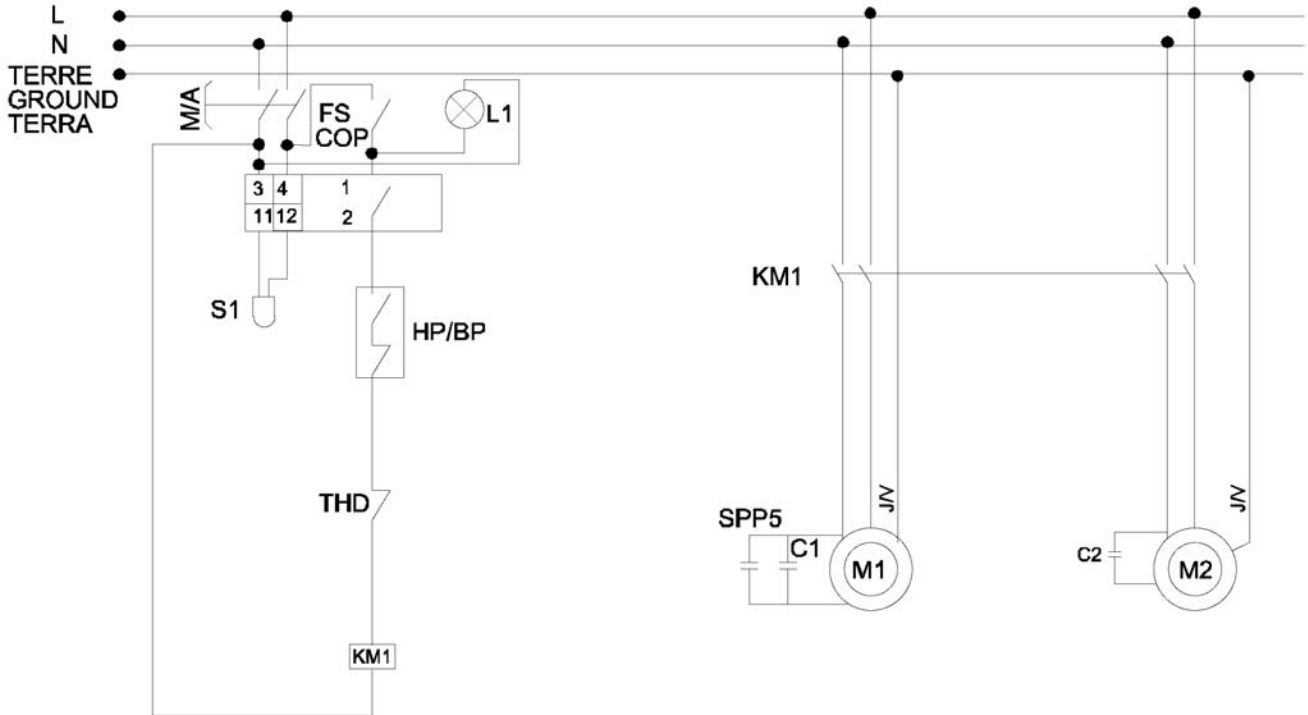 L
N
TERRE
GROUND
TERRA
M/A
FS
COP
L1
3 4 1
11 12 2
S1
HP/BP
KM1
THD
SPP5
C1
J/V
M1
C2
J/V
M2
KM1